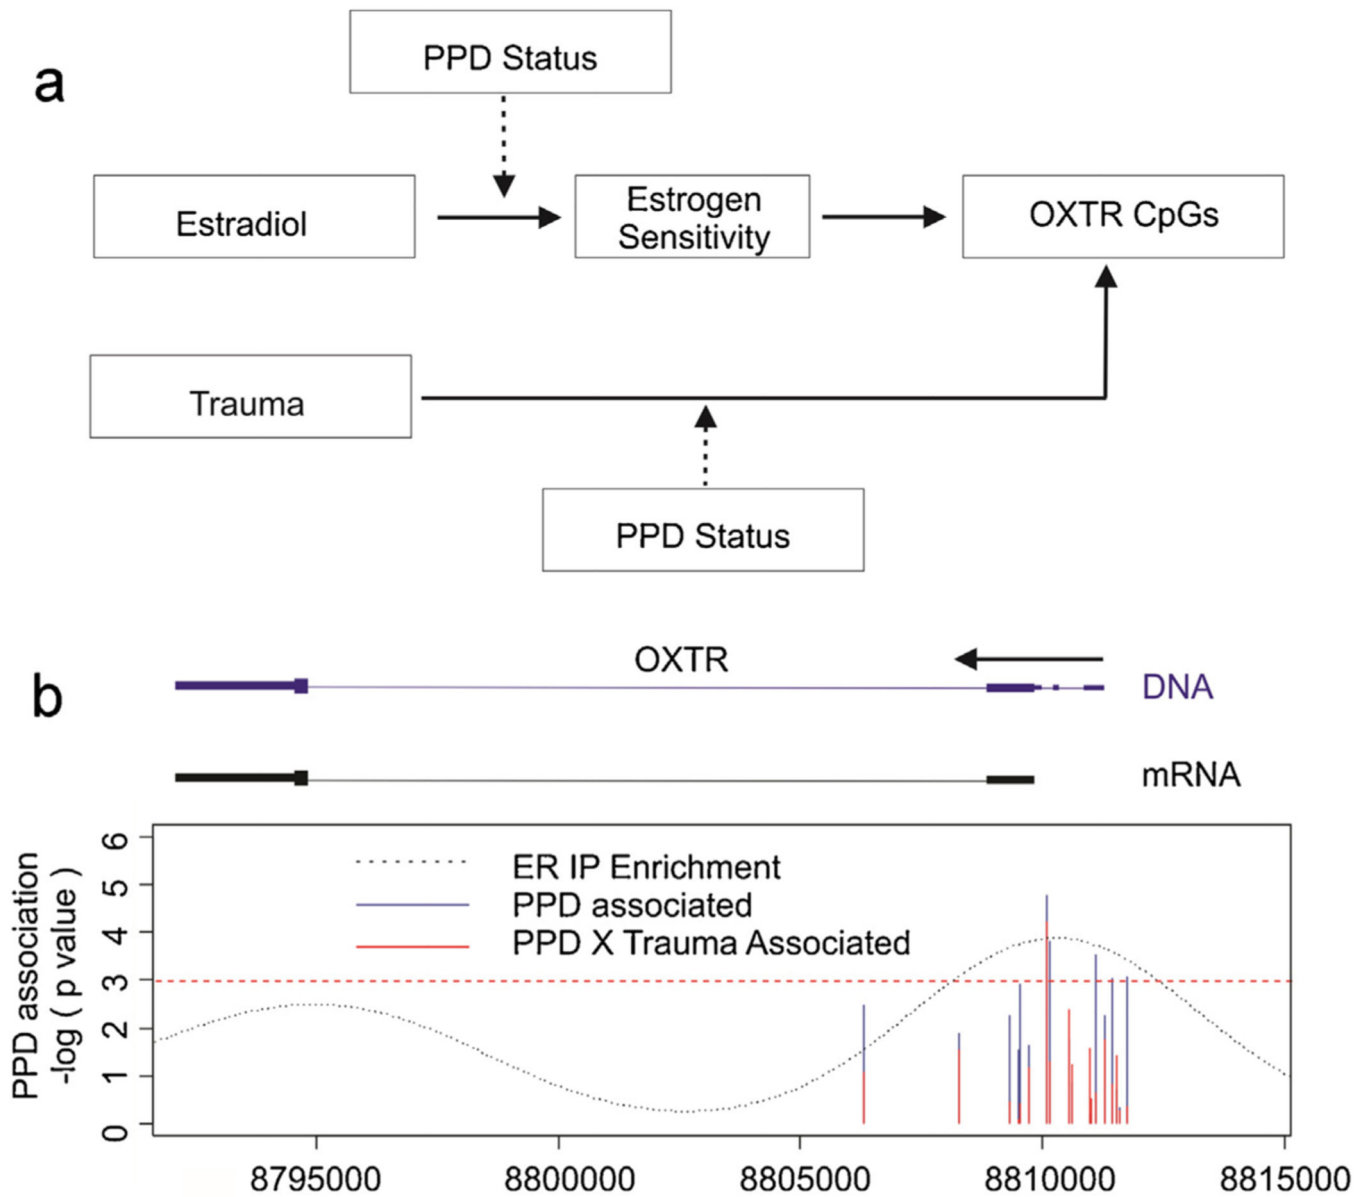 a
PPD Status
Estradiol
Estrogen
Sensitivity
OXTR CpGs
Trauma
PPD Status
b
OXTR
DNA
mRNA
PPD association
-log ( p value )
6
5
4
3
2
1
0
ER IP Enrichment
PPD associated
PPD X Trauma Associated
8795000 8800000 8805000 8810000 8815000